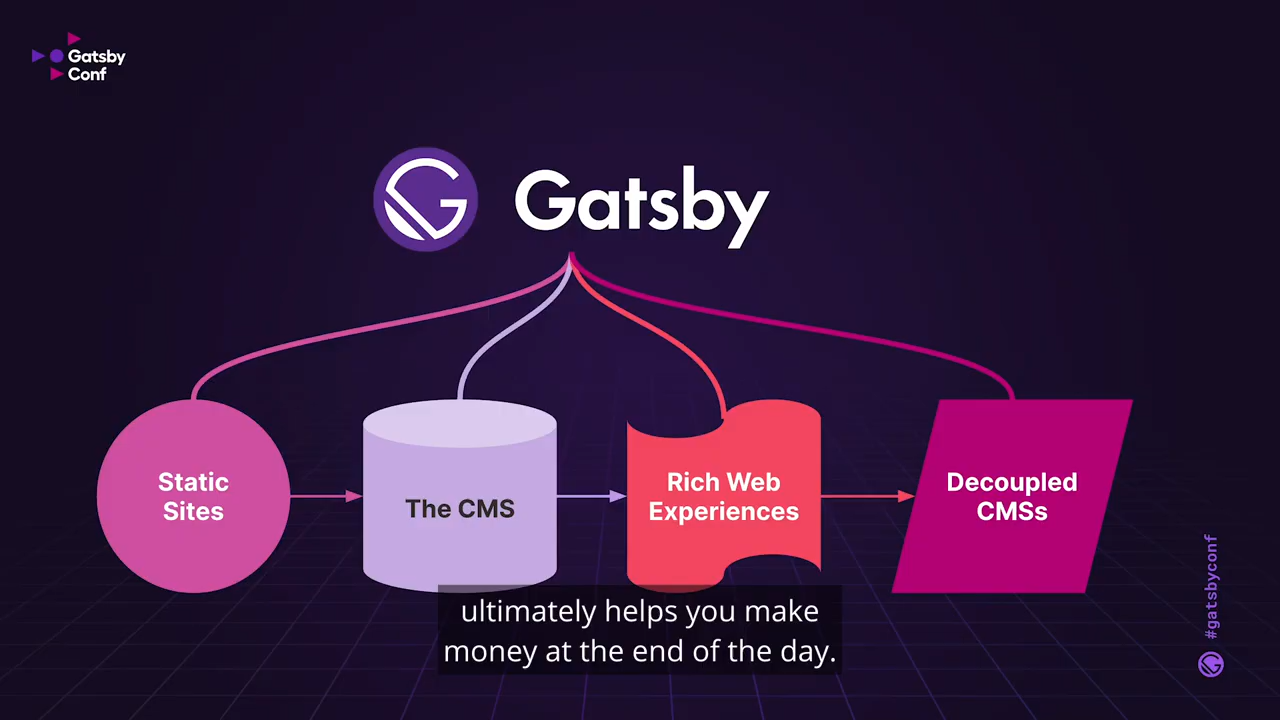 Gatsby
Conf
Gatsby
Static
Sites
The CMS
Rich Web
Experiences
Decoupled
CMSs
ultimately helps you make
money at the end of the day.
#gatsbyconf